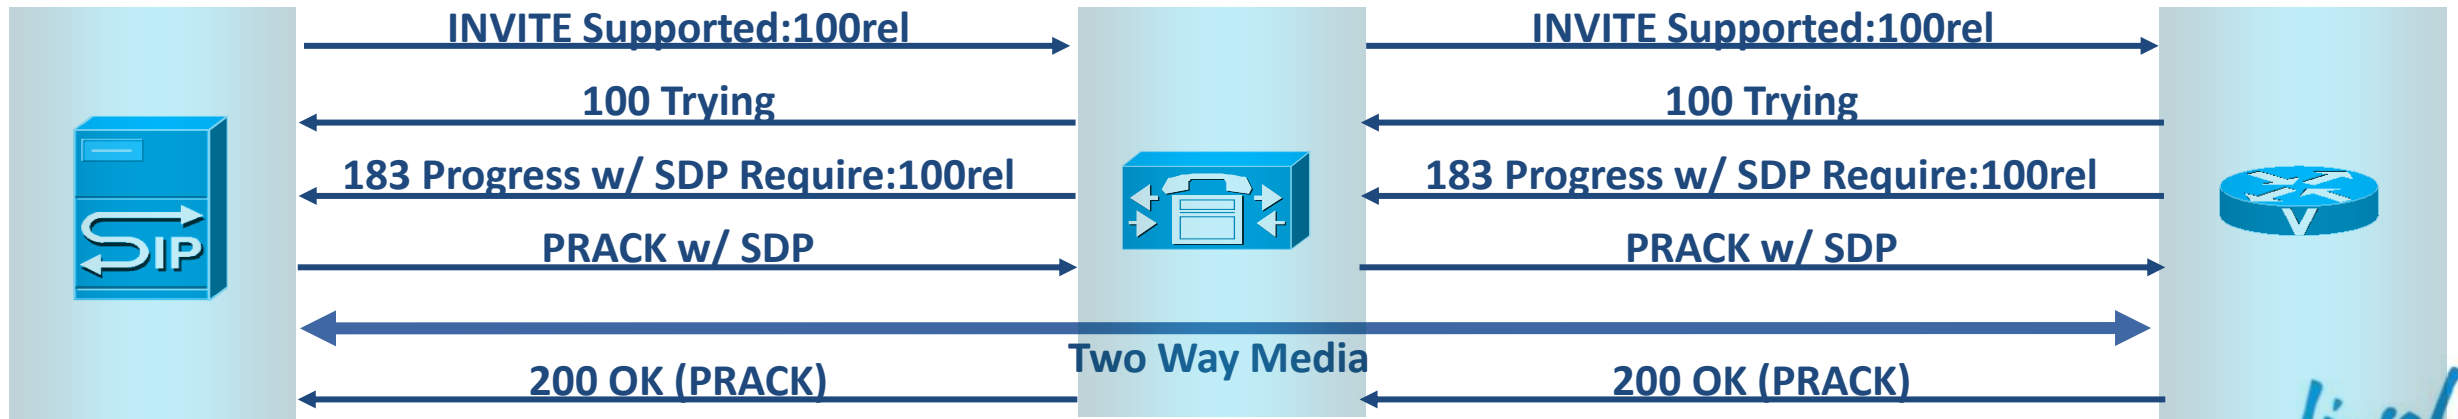 INVITE Supported:100rel INVITE Supported:100rel
100 Trying 100 Trying
183 Progress w/ SDP Require:100rel 183 Progress w/ SDP Require:100rel
SIP
V
PRACK w/ SDP PRACK w/ SDP
Two Way Media
200 OK (PRACK) 200 OK (PRACK)